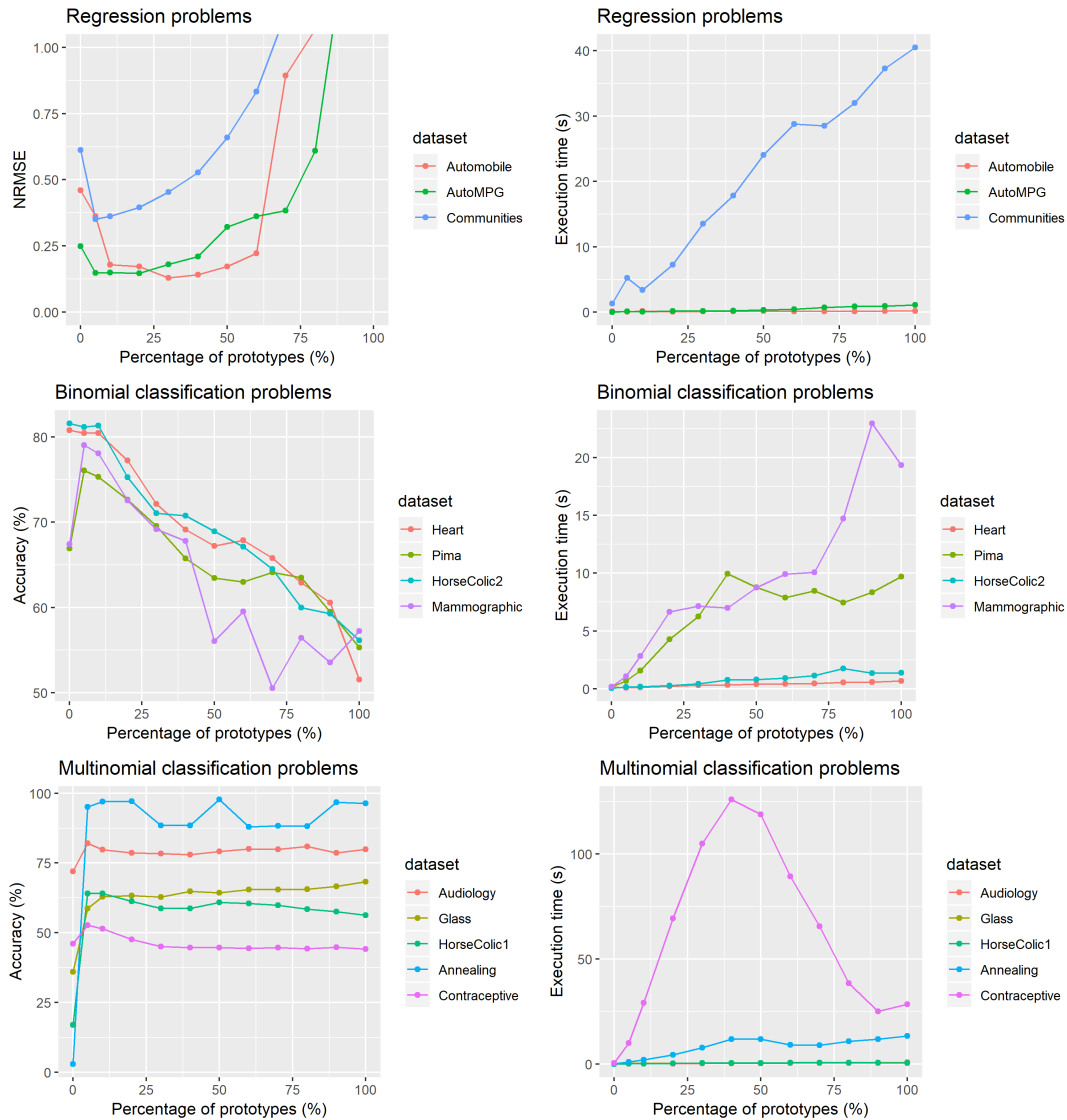 Regression problems
1.00
0.75
0.50
0.25
0.00
NRMSE
0 25 50 75 100
Percentage of prototypes (%)
dataset
Automobile
AutoMPG
Communities
Regression problems
40
30
20
10
0
Execution time (s)
0 25 50 75 100
Percentage of prototypes (%)
dataset
Automobile
AutoMPG
Communities
Binomial classification problems
80
70
60
50
Accuracy (%)
0 25 50 75 100
Percentage of prototypes (%)
dataset
Heart
Pima
HorseColic2
Mammographic
Binomial classification problems
20
15
10
5
0
Execution time (s)
0 25 50 75 100
Percentage of prototypes (%)
dataset
Heart
Pima
HorseColic2
Mammographic
Multinomial classification problems
100
75
50
25
0
Accuracy (%)
0 25 50 75 100
Percentage of prototypes (%)
dataset
Audiology
Glass
HorseColic1
Annealing
Contraceptive
Multinomial classification problems
100
50
0
Execution time (s)
0 25 50 75 100
Percentage of prototypes (%)
dataset
Audiology
Glass
HorseColic1
Annealing
Contraceptive